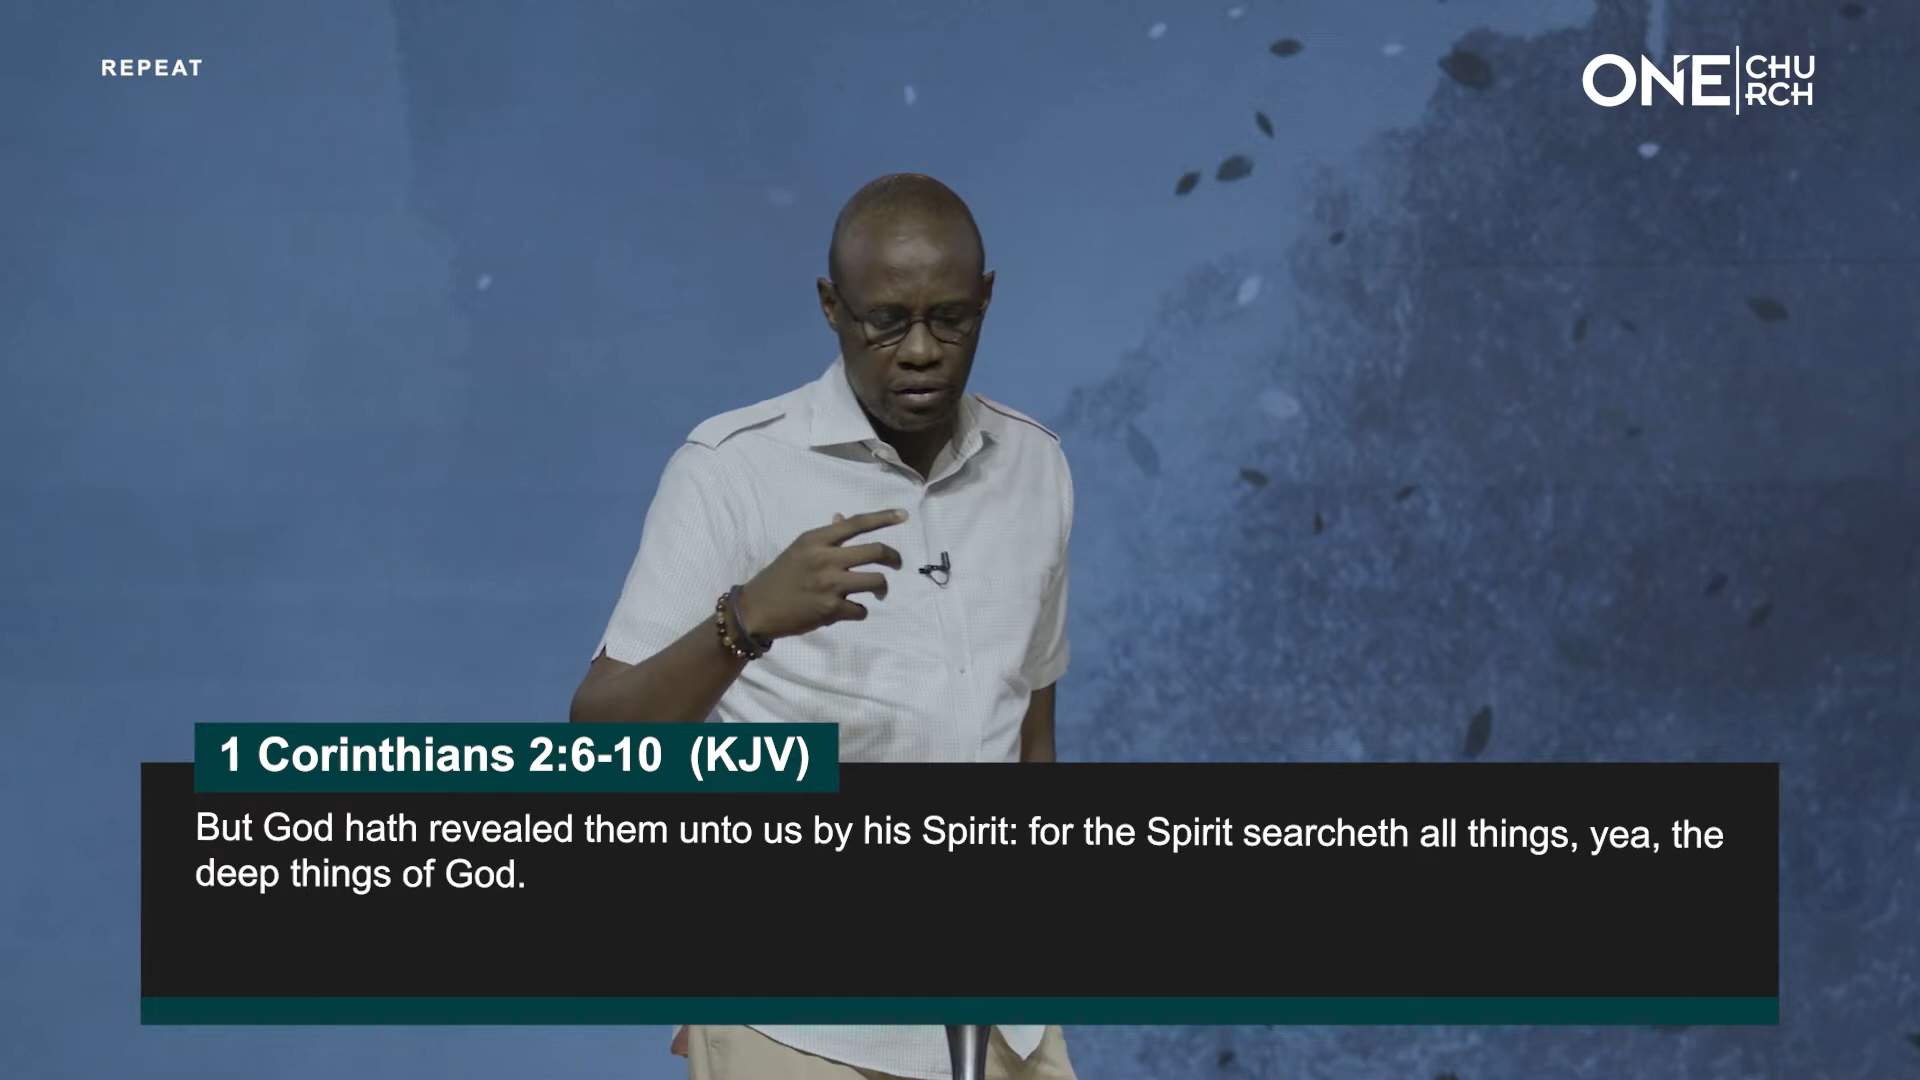 REPEAT
ONE
CHU
RCH
1 Corinthians 2:6-10 (KJV)
But God hath revealed them unto us by his Spirit: for the Spirit searcheth all things, yea, the
deep things of God.